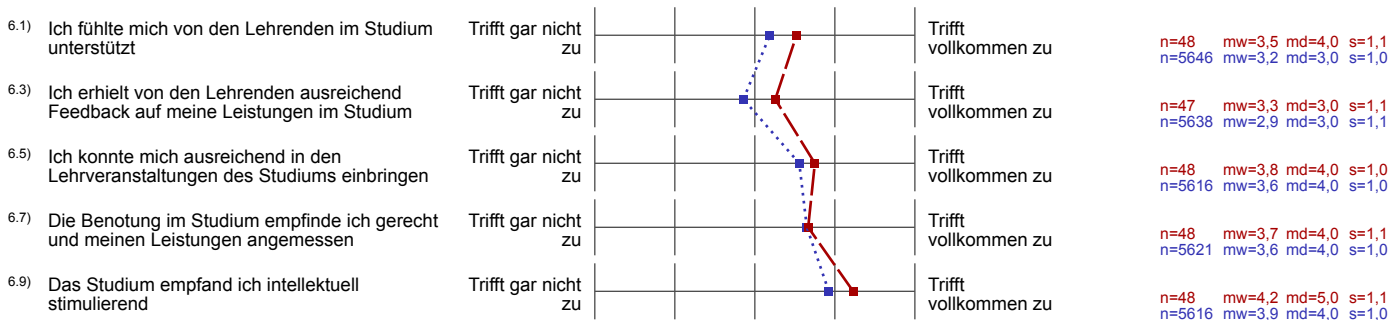 6.1) Ich fühlte mich von den Lehrenden im Studium
unterstützt
Trifft gar nicht
zu
Trifft
vollkommen zu
n=48 mw=3,5 md=4,0 s=1,1
n=5646 mw=3,2 md=3,0 s=1,0
6.3) Ich erhielt von den Lehrenden ausreichend
Feedback auf meine Leistungen im Studium
Trifft gar nicht
zu
Trifft
vollkommen zu
n=47 mw=3,3 md=3,0 s=1,1
n=5638 mw=2,9 md=3,0 s=1,1
6.5) Ich konnte mich ausreichend in den
Lehrveranstaltungen des Studiums einbringen
Trifft gar nicht
zu
Trifft
vollkommen zu
n=48 mw=3,8 md=4,0 s=1,0
n=5616 mw=3,6 md=4,0 s=1,0
6.7) Die Benotung im Studium empfinde ich gerecht
und meinen Leistungen angemessen
Trifft gar nicht
zu
Trifft
vollkommen zu
n=48 mw=3,7 md=4,0 s=1,1
n=5621 mw=3,6 md=4,0 s=1,0
6.9) Das Studium empfand ich intellektuell
stimulierend
Trifft gar nicht
zu
Trifft
vollkommen zu
n=48 mw=4,2 md=5,0 s=1,1
n=5616 mw=3,9 md=4,0 s=1,0